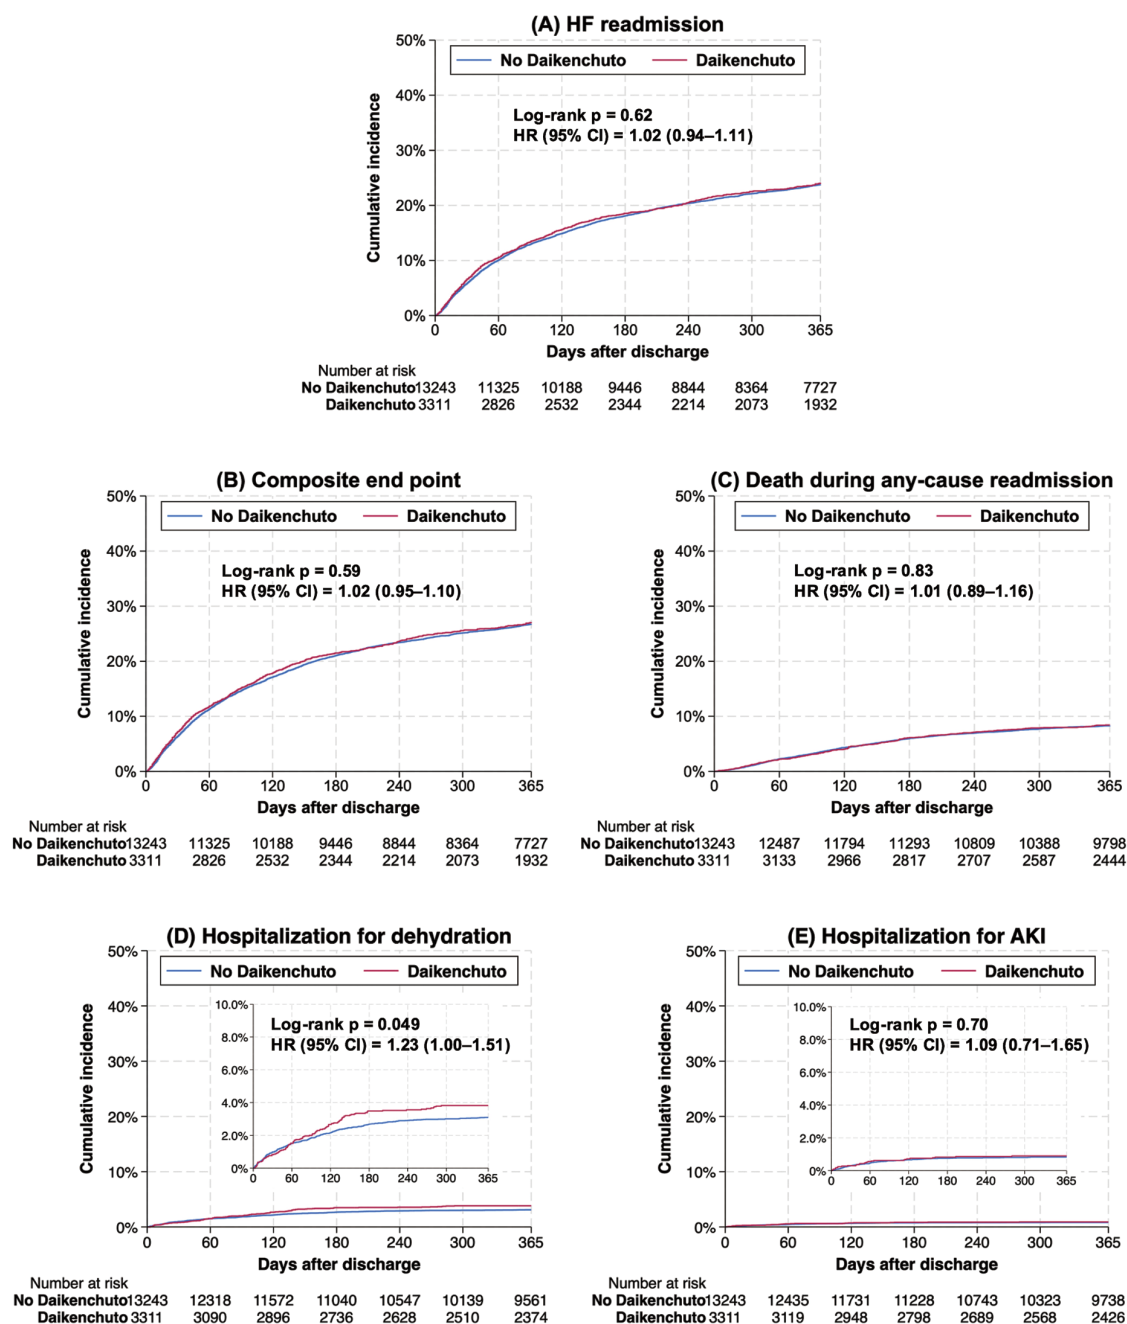 (A) HF readmission
50%
No Daikenchuto Daikenchuto
40%
Log-rank p = 0.62
HR (95% CI) = 1.02 (0.94–1.11)
30%
20%
10%
0%
Cumulative incidence
0 60 120 180 240 300 365
Days after discharge
Number at risk
No Daikenchuto 13243 11325 10188 9446 8844 8364 7727
Daikenchuto 3311 2826 2532 2344 2214 2073 1932
(B) Composite end point
50%
No Daikenchuto Daikenchuto
40%
Log-rank p = 0.59
HR (95% CI) = 1.02 (0.95–1.10)
30%
20%
10%
0%
Cumulative incidence
0 60 120 180 240 300 365
Days after discharge
Number at risk
No Daikenchuto 13243 11325 10188 9446 8844 8364 7727
Daikenchuto 3311 2826 2532 2344 2214 2073 1932
(C) Death during any-cause readmission
50%
No Daikenchuto Daikenchuto
40%
Log-rank p = 0.83
HR (95% CI) = 1.01 (0.89–1.16)
30%
20%
10%
0%
Cumulative incidence
0 60 120 180 240 300 365
Days after discharge
Number at risk
No Daikenchuto 13243 12487 11794 11293 10809 10388 9798
Daikenchuto 3311 3133 2966 2817 2707 2587 2444
(D) Hospitalization for dehydration
50%
No Daikenchuto Daikenchuto
40%
30%
20%
10%
0%
Cumulative incidence
10.0%
Log-rank p = 0.049
8.0%
HR (95% CI) = 1.23 (1.00–1.51)
6.0%
4.0%
2.0%
0%
0 60 120 180 240 300 365
0 60 120 180 240 300 365
Days after discharge
Number at risk
No Daikenchuto 13243 12318 11572 11040 10547 10139 9561
Daikenchuto 3311 3090 2896 2736 2628 2510 2374
(E) Hospitalization for AKI
50%
No Daikenchuto Daikenchuto
40%
30%
20%
10%
0%
Cumulative incidence
10.0%
Log-rank p = 0.70
8.0%
HR (95% CI) = 1.09 (0.71–1.65)
6.0%
4.0%
2.0%
0%
0 60 120 180 240 300 365
0 60 120 180 240 300 365
Days after discharge
Number at risk
No Daikenchuto 13243 12435 11731 11228 10743 10323 9738
Daikenchuto 3311 3119 2948 2798 2689 2568 2426